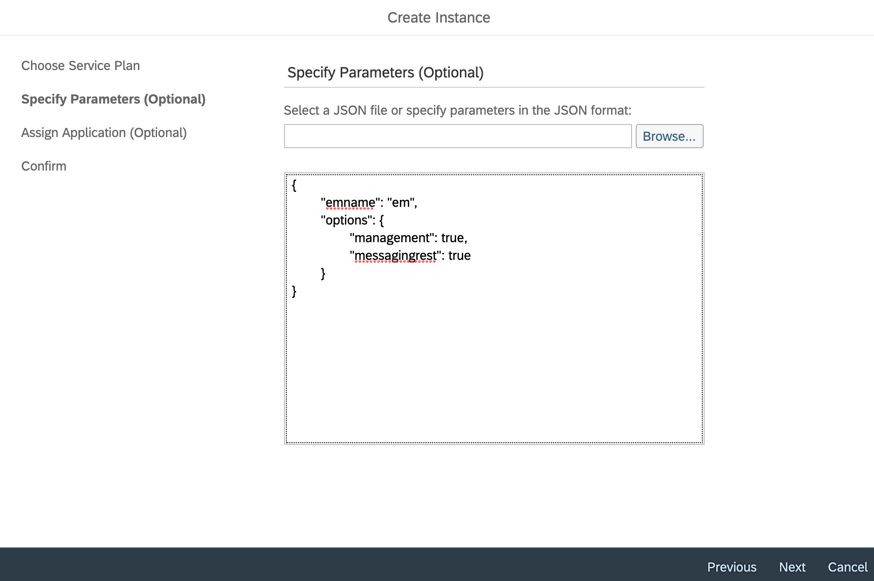 Create Instance
Choose Service Plan
Specify Parameters (Optional)
Assign Application (Optional)
Confirm
Specify Parameters (Optional)
Select a JSON file or specify parameters in the JSON format:
Browse...
{
"emname": "em",
"options": {
"management": true,
"messagingrest": true
}
}
Previous Next Cancel